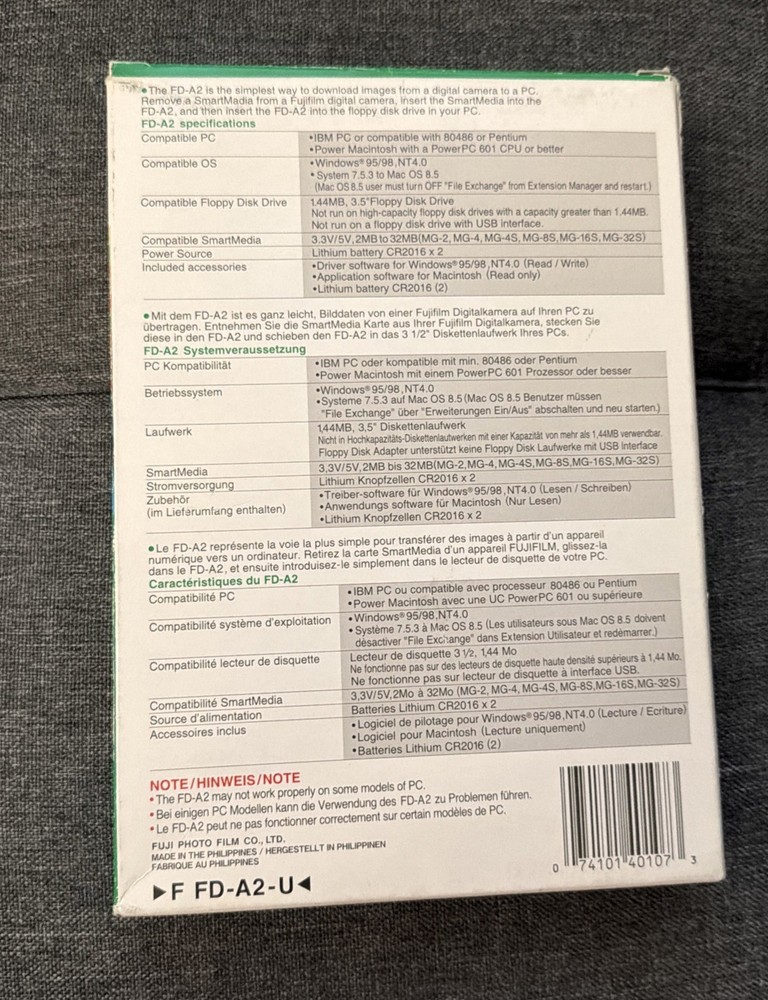 •The FD-A2 is the simplest way to download images from a digital camera to a PC.
Remove a SmartMadia from a Fujifilm digital camera, insert the SmartMedia into the
FD-A2, and then insert the FD-A2 into the floppy disk drive in your PC.
FD-A2 specifications
Compatible PC •IBM PC or compatible with 80486 or Pentium
•Power Macintosh with a PowerPC 601 CPU or better
Compatible OS •Windows® 95/98,NT4.0
•System 7.5.3 to Mac OS 8.5
(Mac OS 8.5 user must turn OFF "File Exchange" from Extension Manager and restart.)
Compatible Floppy Disk Drive 1.44MB, 3.5"Floppy Disk Drive
Not run on high-capacity floppy disk drives with a capacity greater than 1.44MB.
Not run on a floppy disk drive with USB interface.
Compatible SmartMedia 3.3V/5V,2MB to 32MB(MG-2, MG-4, MG-4S, MG-8S,MG-16S, MG-32S)
Power Source Lithium battery CR2016 x 2
Included accessories •Driver software for Windows® 95/98,NT4.0 (Read / Write)
•Application software for Macintosh (Read only)
•Lithium battery CR2016 (2)
•Mit dem FD-A2 ist es ganz leicht, Bilddaten von einer Fujifilm Digitalkamera auf Ihren PC zu
übertragen. Entnehmen Sie die SmartMedia Karte aus Ihrer Fujifilm Digitalkamera, stecken Sie
diese in den FD-A2 und schieben den FD-A2 in das 3 1/2" Diskettenlaufwerk Ihres PCs.
FD-A2 Systemveraussetzung
PC Kompatibilität •IBM PC oder kompatible mit min. 80486 oder Pentium
•Power Macintosh mit einem PowerPC 601 Prozessor oder besser
Betriebssystem •Windows® 95/98,NT4.0
•Systeme 7.5.3 auf Mac OS 8.5(Mac OS 8.5 Benutzer müssen
"File Exchange" über "Erweiterungen Ein/Aus" abschalten und neu starten.)
Laufwerk 1,44MB, 3,5" Diskettenlaufwerk
Nicht in Hochkapazitäts-Diskettenlaufwerken mit einer Kapazität von mehr als 1,44MB verwendbar.
Floppy Disk Adapter unterstützt keine Floppy Disk Laufwerke mit USB Interface
SmartMedia 3,3V/5V,2MB bis 32MB(MG-2,MG-4,MG-4S,MG-8S,MG-16S,MG-32S)
Stromversorgung Lithium Knopfzellen CR2016 x 2
Zubehör •Treiber-software für Windows® 95/98,NT4.0 (Lesen / Schreiben)
(im Lieferumfang enthalten) •Anwendungs software für Macintosh (Nur Lesen)
•Lithium Knopfzellen CR2016 x 2
•Le FD-A2 représente la voie la plus simple pour transférer des images à partir d'un appareil
numérique vers un ordinateur. Retirez la carte SmartMedia d'un appareil FUJIFILM, glissez-la
dans le FD-A2, et ensuite introduisez-le simplement dans le lecteur de disquette de votre PC.
Caractéristiques du FD-A2
Compatibilité PC •IBM PC ou compatible avec processeur 80486 ou Pentium
•Power Macintosh avec une UC PowerPC 601 ou supérieure
Compatibilité système d'exploitation •Windows® 95/98,NT4.0
•Système 7.5.3 à Mac OS 8.5 (Les utilisateurs sous Mac OS 8.5 doivent
désactiver "File Exchange" dans Extension Utilisateur et redémarrer.)
Compatibilité lecteur de disquette Lecteur de disquette 3 1/2, 1,44 Mo
Ne fonctionne pas sur des lecteurs de disquette haute densité supérieurs à 1,44 Mo.
Ne fonctionne pas sur lecteur de disquette à interface USB.
Compatibilité SmartMedia 3,3V/5V,2Mo à 32Mo (MG-2, MG-4, MG-4S, MG-8S,MG-16S,MG-32S)
Source d'alimentation Batteries Lithium CR2016 x 2
Accessoires inclus •Logiciel de pilotage pour Windows® 95/98,NT4.0 (Lecture / Ecriture)
•Logiciel pour Macintosh (Lecture uniquement)
•Batteries Lithium CR2016 (2)
NOTE/HINWEIS/NOTE
•The FD-A2 may not work properly on some models of PC.
•Bei einigen PC Modellen kann die Verwendung des FD-A2 zu Problemen führen.
•Le FD-A2 peut ne pas fonctionner correctement sur certain modèles de PC.
FUJI PHOTO FILM CO., LTD.
MADE IN THE PHILIPPINES / HERGESTELLT IN PHILIPPINEN
FABRIQUE AU PHILIPPINES
▶F FD-A2-U◀
0 74101 40107 3